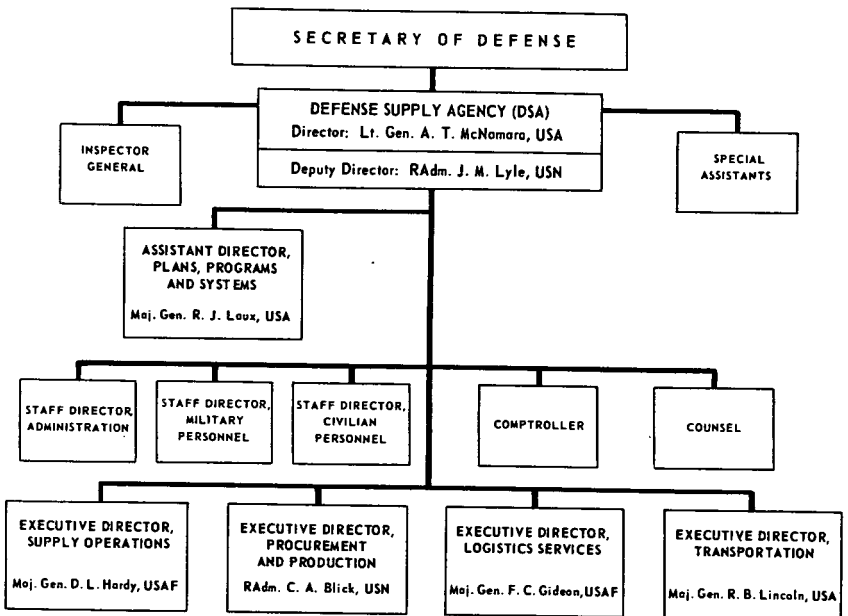 SECRETARY OF DEFENSE
DEFENSE SUPPLY AGENCY (DSA)
Director: Lt. Gen. A. T. McNamara, USA
Deputy Director: RAdm. J. M. Lyle, USN
INSPECTOR
GENERAL
SPECIAL
ASSISTANTS
ASSISTANT DIRECTOR,
PLANS, PROGRAMS
AND SYSTEMS
Maj. Gen. R. J. Laux, USA
STAFF DIRECTOR,
ADMINISTRATION
STAFF DIRECTOR,
MILITARY
PERSONNEL
STAFF DIRECTOR,
CIVILIAN
PERSONNEL
COMPTROLLER
COUNSEL
EXECUTIVE DIRECTOR,
SUPPLY OPERATIONS
Maj. Gen. D. L. Hardy, USAF
EXECUTIVE DIRECTOR,
PROCUREMENT
AND PRODUCTION
RAdm. C. A. Blick, USN
EXECUTIVE DIRECTOR,
LOGISTICS SERVICES
Maj. Gen. F. C. Gideon, USAF
EXECUTIVE DIRECTOR,
TRANSPORTATION
Maj. Gen. R. B. Lincoln, USA